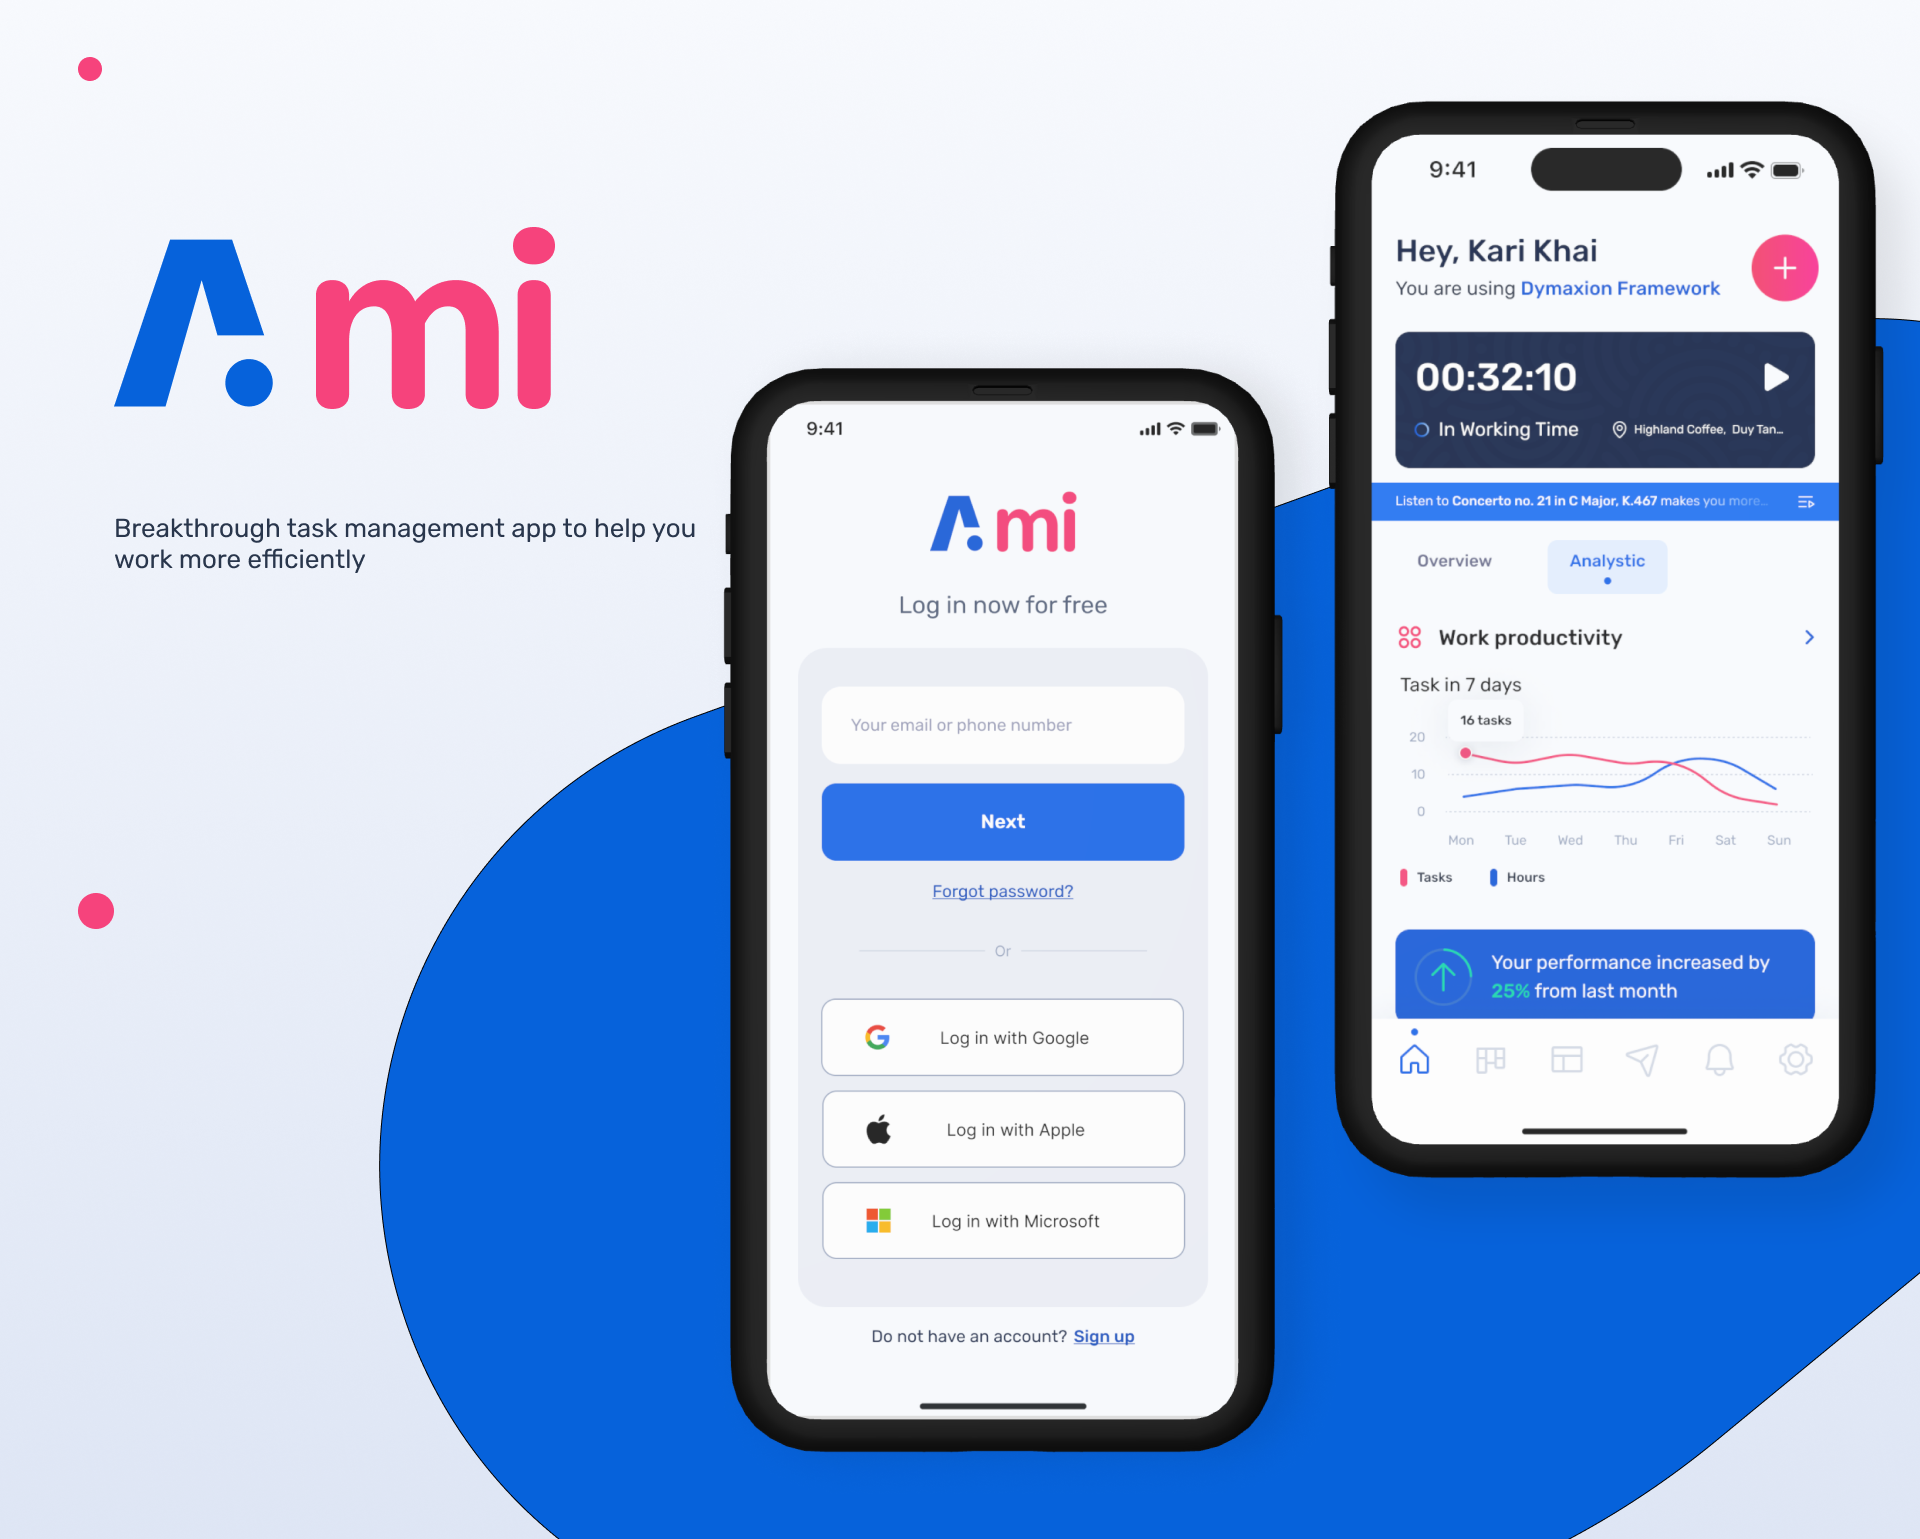 Ami
Breakthrough task management app to help you
work more efficiently
9:41
Ami
Log in now for free
Your email or phone number
Next
Forgot password?
Or
Log in with Google
Log in with Apple
Log in with Microsoft
Do not have an account? Sign up
9:41
Hey, Kari Khai
You are using Dymaxion Framework
00:32:10
In Working Time
Highland Coffee, Duy Tan...
Listen to Concerto no. 21 in C Major, K.467 makes you more...
Overview
Analystic
Work productivity
Task in 7 days
16 tasks
20
10
0
Mon Tue Wed Thu Fri Sat Sun
Tasks Hours
Your performance increased by
25% from last month